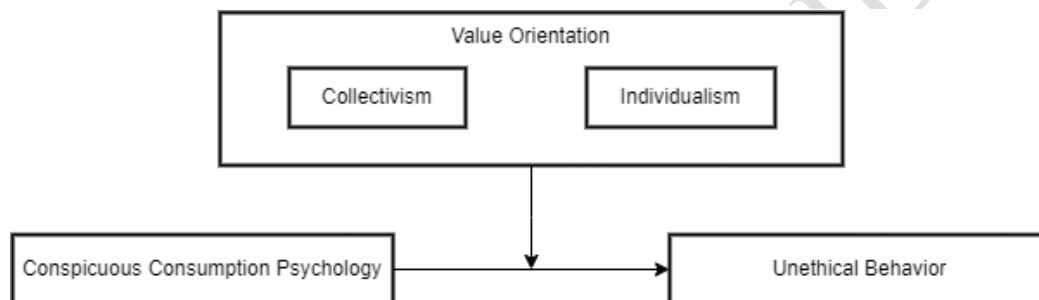 Value Orientation
Collectivism
Individualism
Conspicuous Consumption Psychology
Unethical Behavior